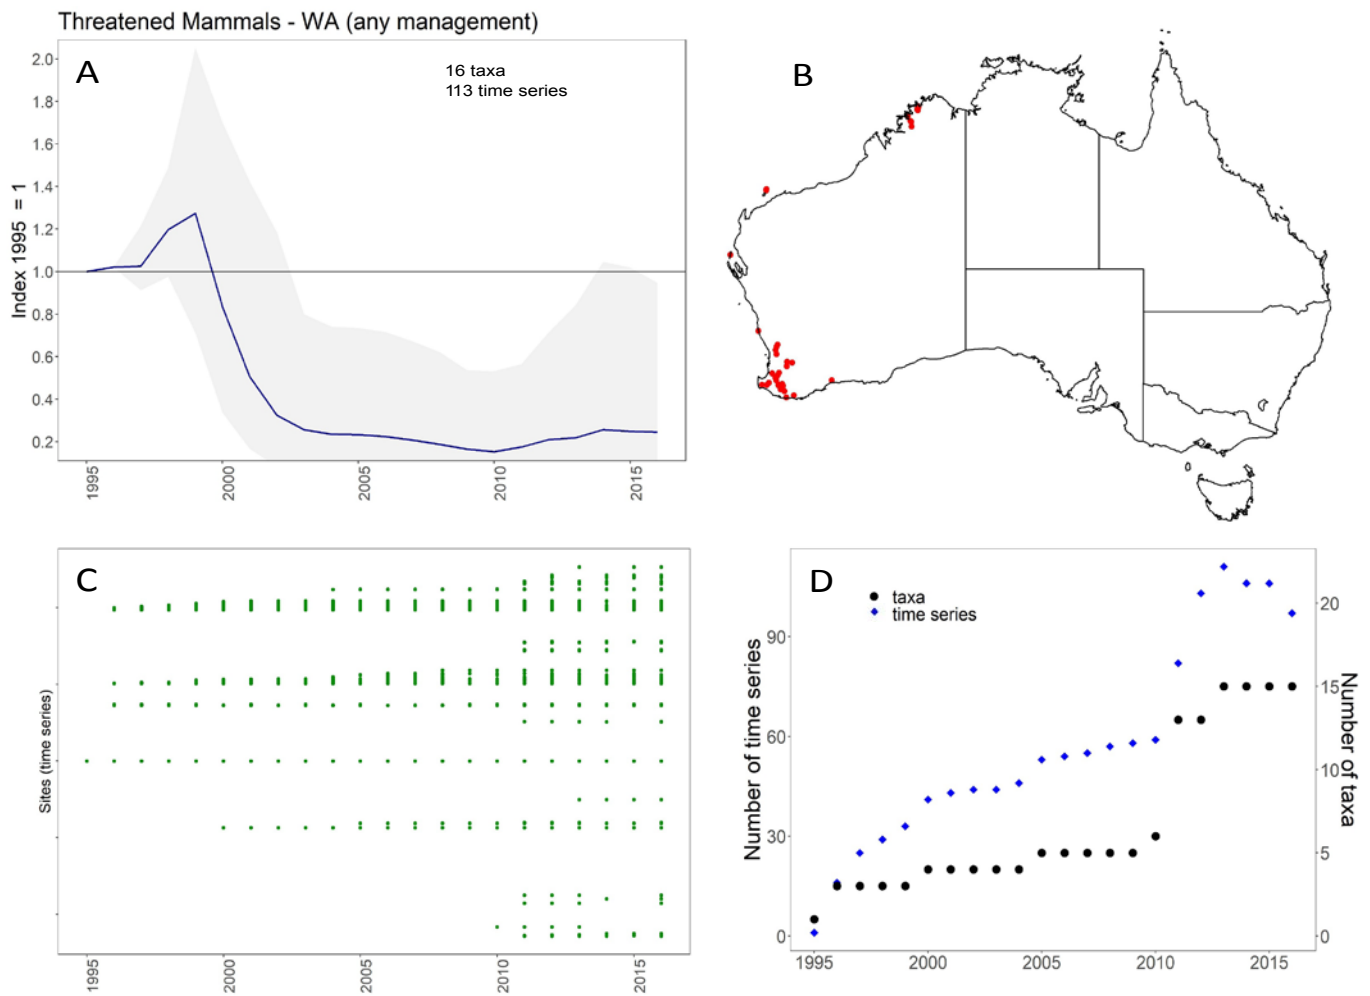 Threatened Mammals - WA (any management)
A
16 taxa
113 time series
Index 1995 = 1
2.0
1.8
1.6
1.4
1.2
1.0
0.8
0.6
0.4
0.2
1995
2000
2005
2010
2015
B
C
Sites (time series)
1995
2000
2005
2010
2015
D
taxa
time series
Number of time series
90
60
30
0
Number of taxa
20
15
10
5
0
1995
2000
2005
2010
2015